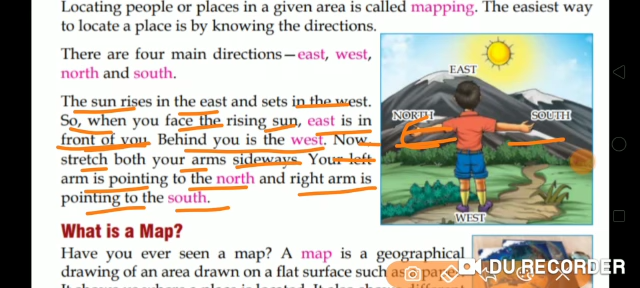 Locating people or places in a given area is called mapping. The easiest way
to locate a place is by knowing the directions.
There are four main directions—east, west,
north and south.
The sun rises in the east and sets in the west.
So, when you face the rising sun, east is in
front of you. Behind you is the west. Now
stretch both your arms sideways. Your left
arm is pointing to the north and right arm is
pointing to the south.
EAST
NORTH
SOUTH
WEST
What is a Map?
Have you ever seen a map? A map is a geographical
drawing of an area drawn on a flat surface such as
DU RECORDER